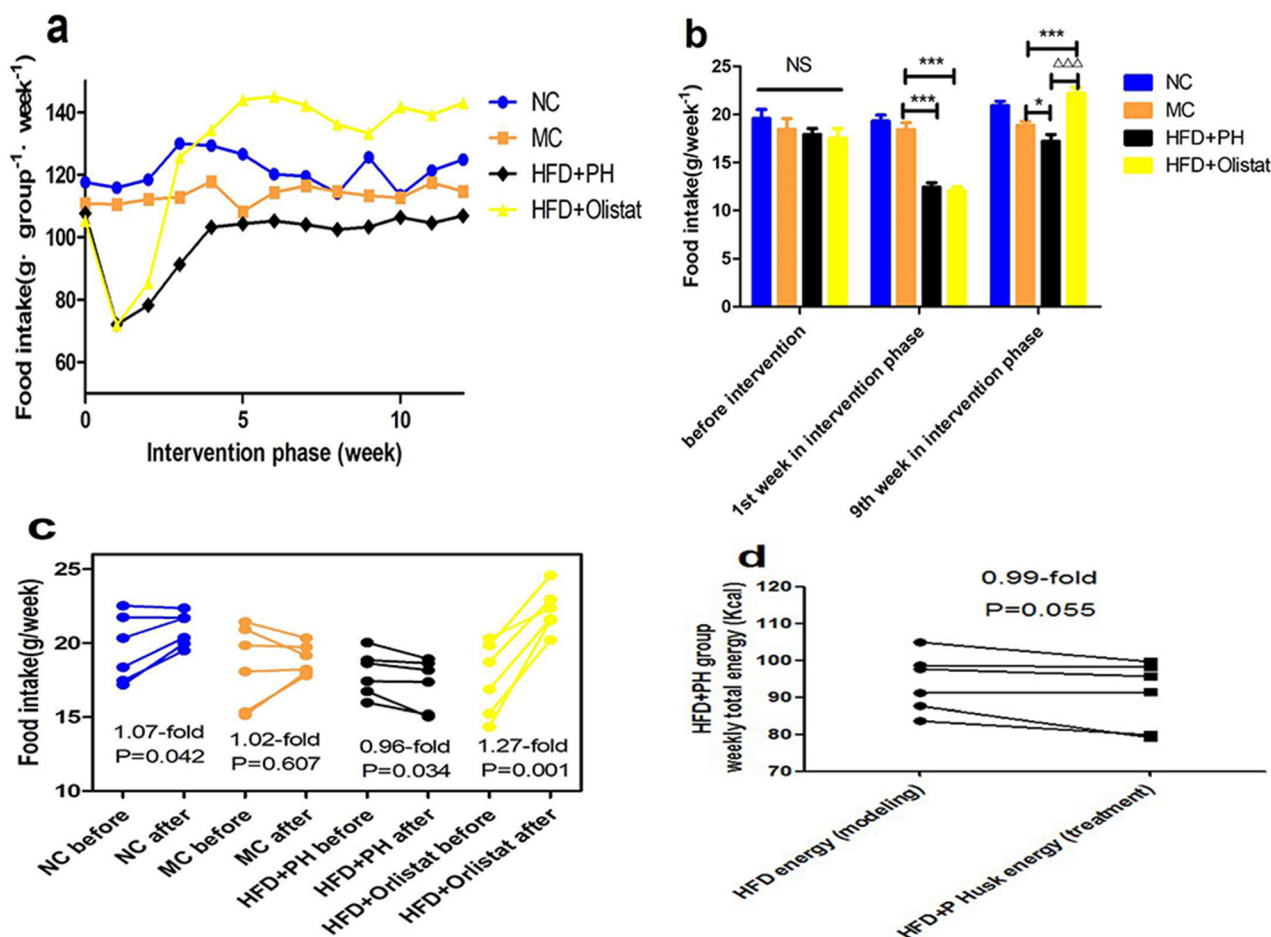 a
Food intake(g· group⁻¹· week⁻¹)
140
120
100
80
60
0
5
10
Intervention phase (week)
NC
MC
HFD+PH
HFD+Olistat
b
Food intake(g/week⁻¹)
25
20
15
10
5
0
NS
***
***
***
△△△
*
NC
MC
HFD+PH
HFD+Olistat
before intervention
1st week in intervention phase
9th week in intervention phase
c
Food intake(g/week)
25
20
15
10
1.07-fold
P=0.042
1.02-fold
P=0.607
0.96-fold
P=0.034
1.27-fold
P=0.001
NC before
NC after
MC before
MC after
HFD+PH before
HFD+PH after
HFD+Orlistat before
HFD+Orlistat after
d
HFD+PH group
weekly total energy (Kcal)
120
110
100
90
80
70
0.99-fold
P=0.055
HFD energy (modeling)
HFD+P Husk energy (treatment)